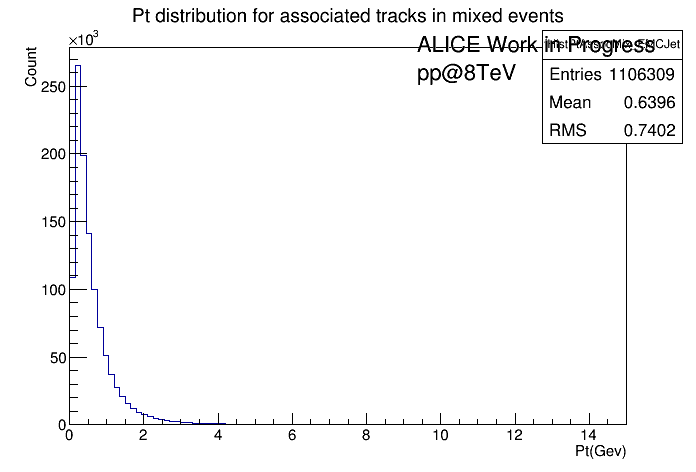 Pt distribution for associated tracks in mixed events
×10³
ALICE Work in Progress
pp@8TeV
Entries 1106309
Mean 0.6396
RMS 0.7402
Count
250
200
150
100
50
0
0 2 4 6 8 10 12 14
Pt(Gev)